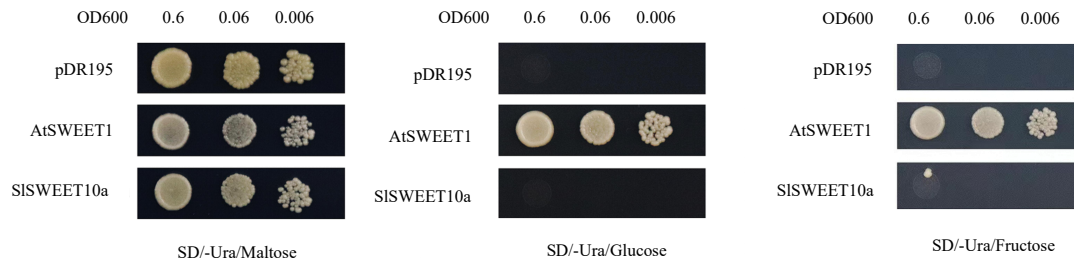 OD600 0.6 0.06 0.006
pDR195
AtSWEET1
SlSWEET10a
SD/-Ura/Maltose
OD600 0.6 0.06 0.006
pDR195
AtSWEET1
SlSWEET10a
SD/-Ura/Glucose
OD600 0.6 0.06 0.006
pDR195
AtSWEET1
SlSWEET10a
SD/-Ura/Fructose